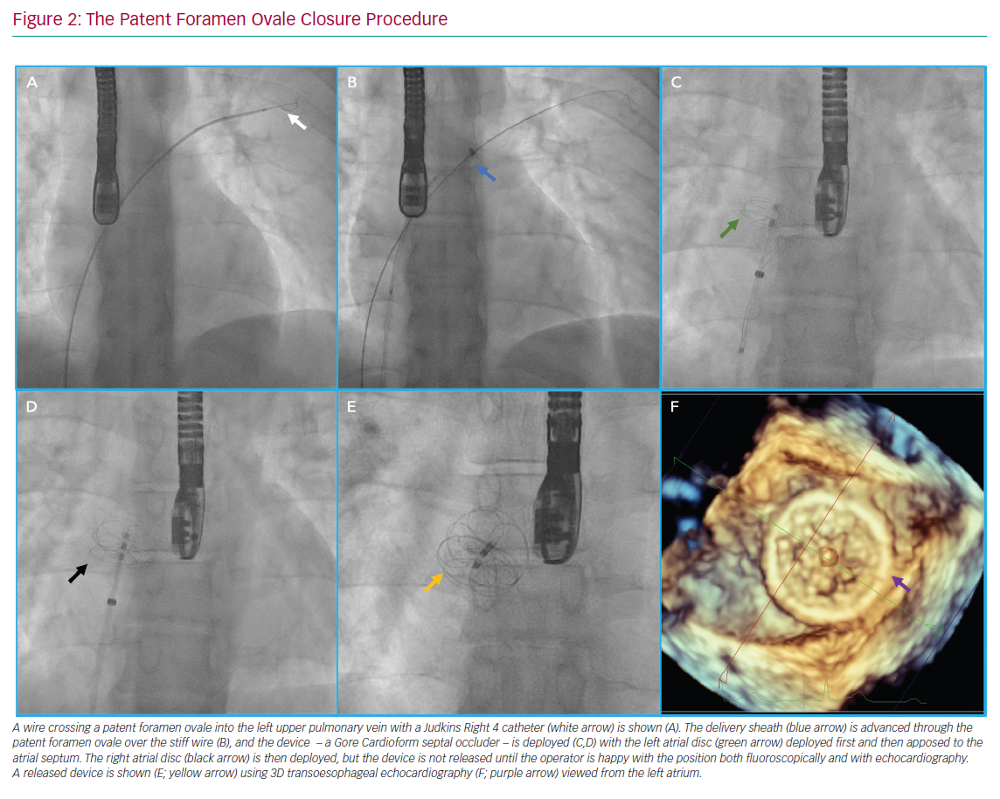 Figure 2: The Patent Foramen Ovale Closure Procedure
A
B
C
D
E
F
A wire crossing a patent foramen ovale into the left upper pulmonary vein with a Judkins Right 4 catheter (white arrow) is shown (A). The delivery sheath (blue arrow) is advanced through the
patent foramen ovale over the stiff wire (B), and the device – a Gore Cardioform septal occluder – is deployed (C,D) with the left atrial disc (green arrow) deployed first and then apposed to the
atrial septum. The right atrial disc (black arrow) is then deployed, but the device is not released until the operator is happy with the position both fluoroscopically and with echocardiography.
A released device is shown (E; yellow arrow) using 3D transoesophageal echocardiography (F; purple arrow) viewed from the left atrium.